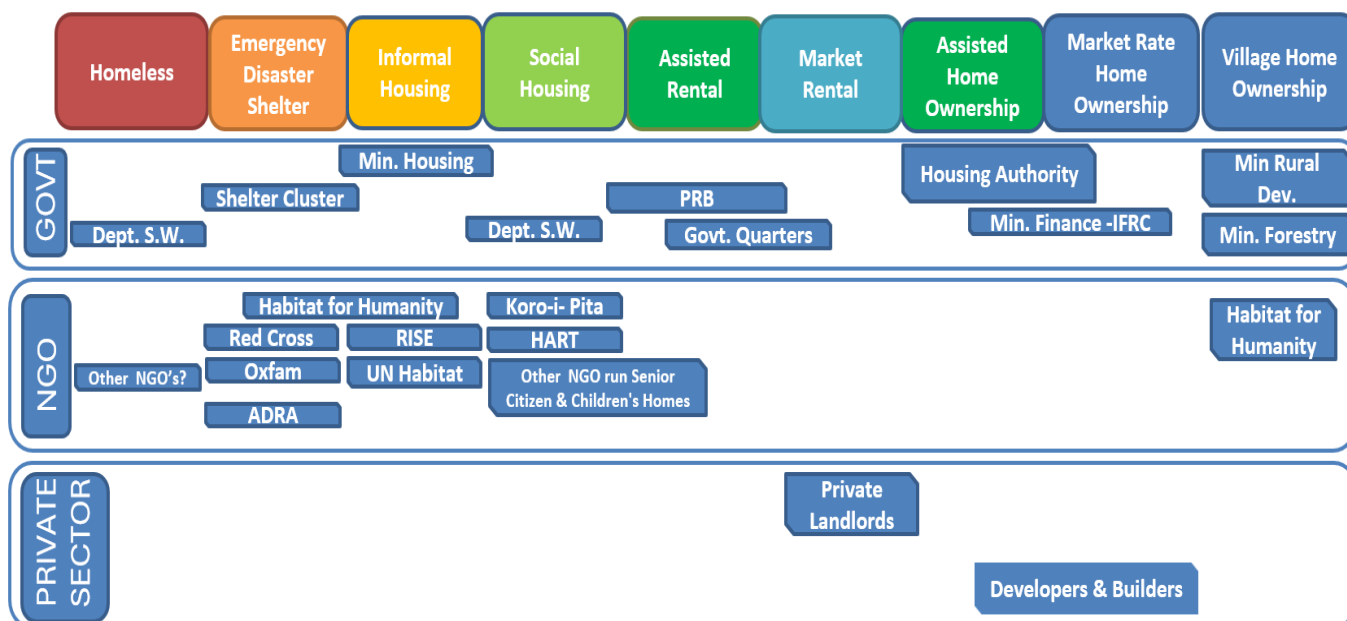 Homeless
Emergency
Disaster
Shelter
Informal
Housing
Social
Housing
Assisted
Rental
Market
Rental
Assisted
Home
Ownership
Market Rate
Home
Ownership
Village Home
Ownership
GOVT
Min. Housing
Shelter Cluster
Dept. S.W.
Dept. S.W.
PRB
Govt. Quarters
Housing Authority
Min. Finance -IFRC
Min Rural
Dev.
Min. Forestry
NGO
Habitat for Humanity
Red Cross
Oxfam
ADRA
Other NGO's?
RISE
UN Habitat
Koro-i- Pita
HART
Other NGO run Senior
Citizen & Children's Homes
Habitat for
Humanity
PRIVATE
SECTOR
Private
Landlords
Developers & Builders